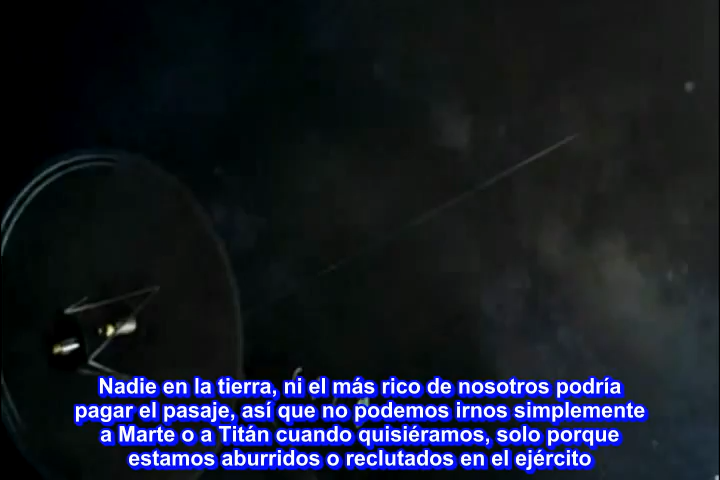 Nadie en la tierra, ni el más rico de nosotros podría
pagar el pasaje, así que no podemos irnos simplemente
a Marte o a Titán cuando quisiéramos, solo porque
estamos aburridos o reclutados en el ejército